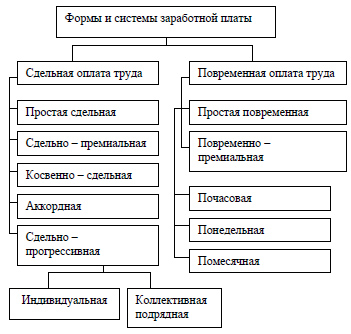 Формы и системы заработной платы
Сдельная оплата труда
Простая сдельная
Сдельно – премиальная
Косвенно – сдельная
Аккордная
Сдельно –
прогрессивная
Индивидуальная
Коллективная
подрядная
Повременная оплата труда
Простая повременная
Повременно –
премиальная
Почасовая
Понедельная
Помесячная